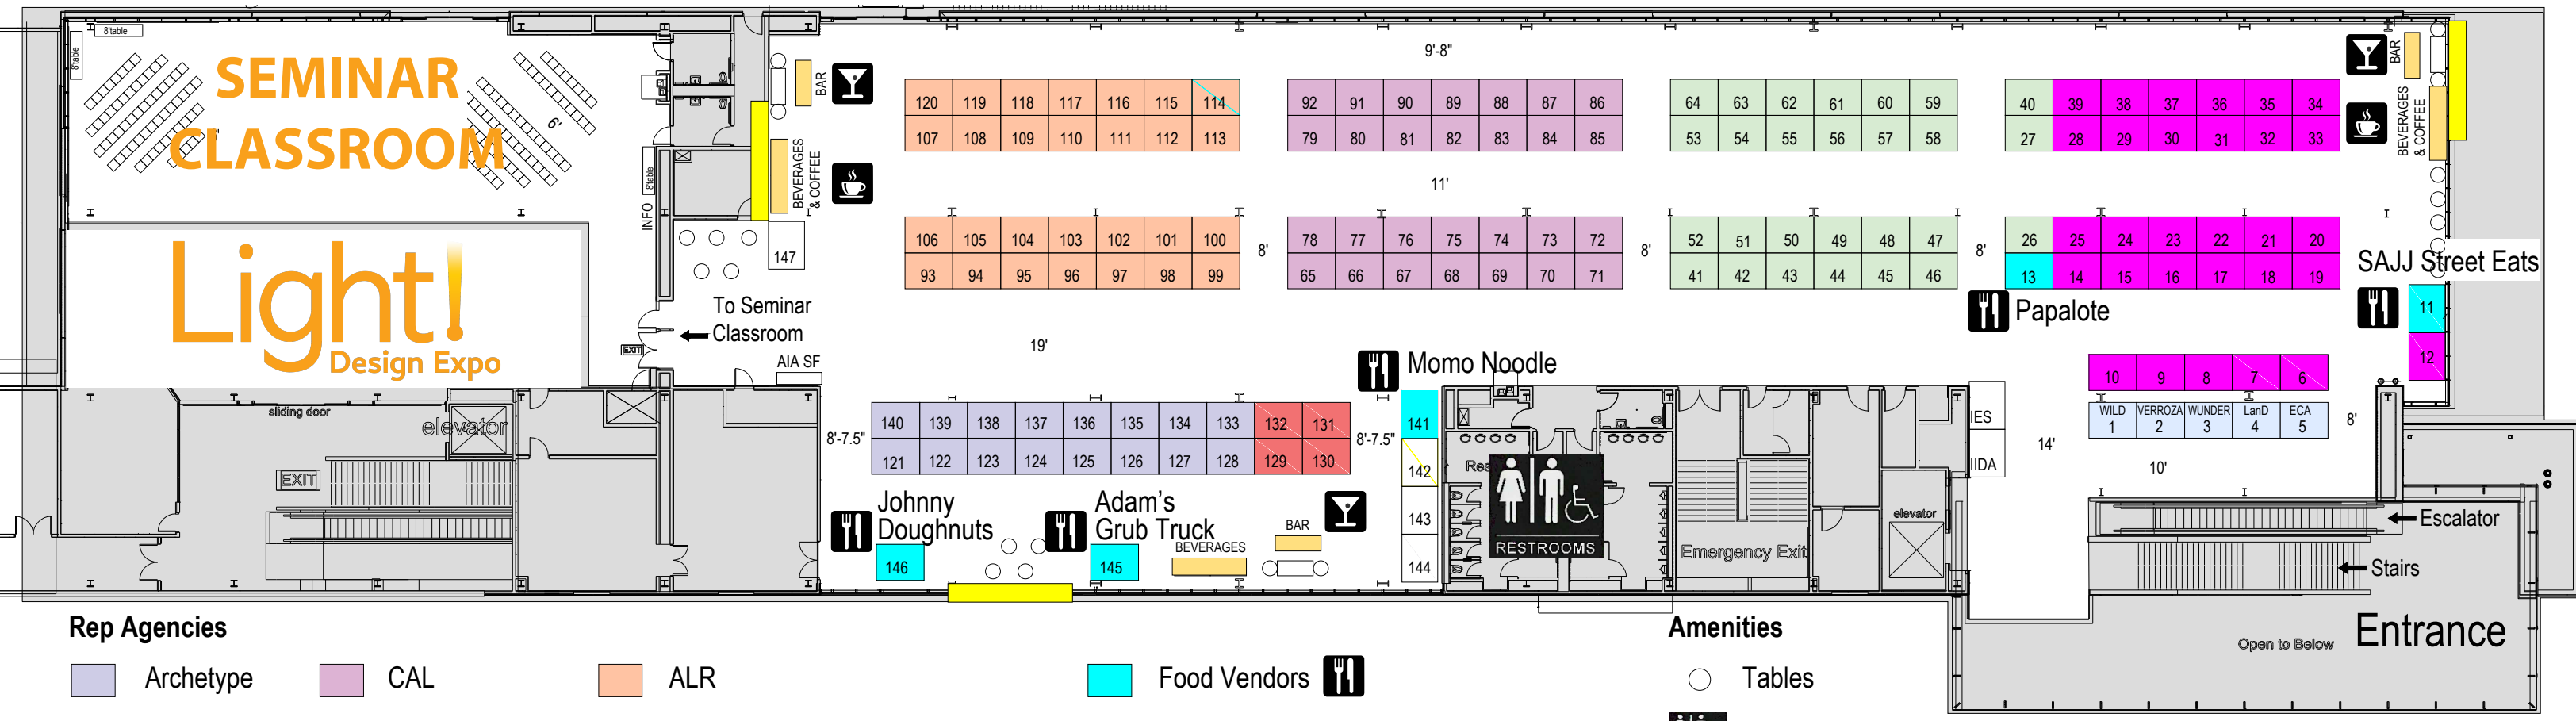 8'table
8'table
SEMINAR
CLASSROOM
6'
8'table
INFO
BAR
BEVERAGES
& COFFEE
9'-8"
BAR
BEVERAGES
& COFFEE
120 119 118 117 116 115 114
107 108 109 110 111 112 113
92 91 90 89 88 87 86
79 80 81 82 83 84 85
64 63 62 61 60 59
53 54 55 56 57 58
40 39 38 37 36 35 34
27 28 29 30 31 32 33
11'
147
106 105 104 103 102 101 100
93 94 95 96 97 98 99
8'
78 77 76 75 74 73 72
65 66 67 68 69 70 71
8'
52 51 50 49 48 47
41 42 43 44 45 46
8'
26 25 24 23 22 21 20
13 14 15 16 17 18 19
SAJJ Street Eats
11
12
Light!
Design Expo
To Seminar
Classroom
EXIT
AIA SF
19'
Papalote
Momo Noodle
10 9 8 7 6
WILD VERROZA WUNDER LanD ECA
1 2 3 4 5
8'
sliding door
elevator
EXIT
8'-7.5"
140 139 138 137 136 135 134 133 132 131
121 122 123 124 125 126 127 128 129 130
8'-7.5"
141
142
143
144
IES
IIDA
14'
10'
Johnny
Doughnuts
146
Adam's
Grub Truck
145
BEVERAGES
BAR
RESTROOMS
Emergency Exit
elevator
Escalator
Stairs
Open to Below
Entrance
Rep Agencies
Archetype
CAL
ALR
Food Vendors
Amenities
Tables